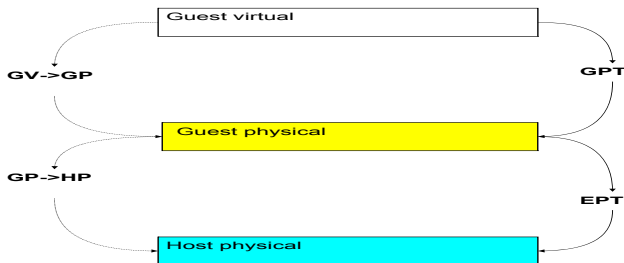 Guest virtual
GV->GP
GPT
Guest physical
GP->HP
EPT
Host physical